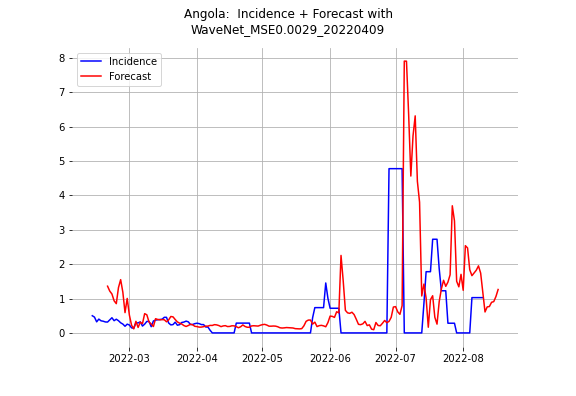 Angola:  Incidence + Forecast with
WaveNet_MSE0.0029_20220409
Incidence
Forecast
8
7
6
5
4
3
2
1
0
2022-03 2022-04 2022-05 2022-06 2022-07 2022-08